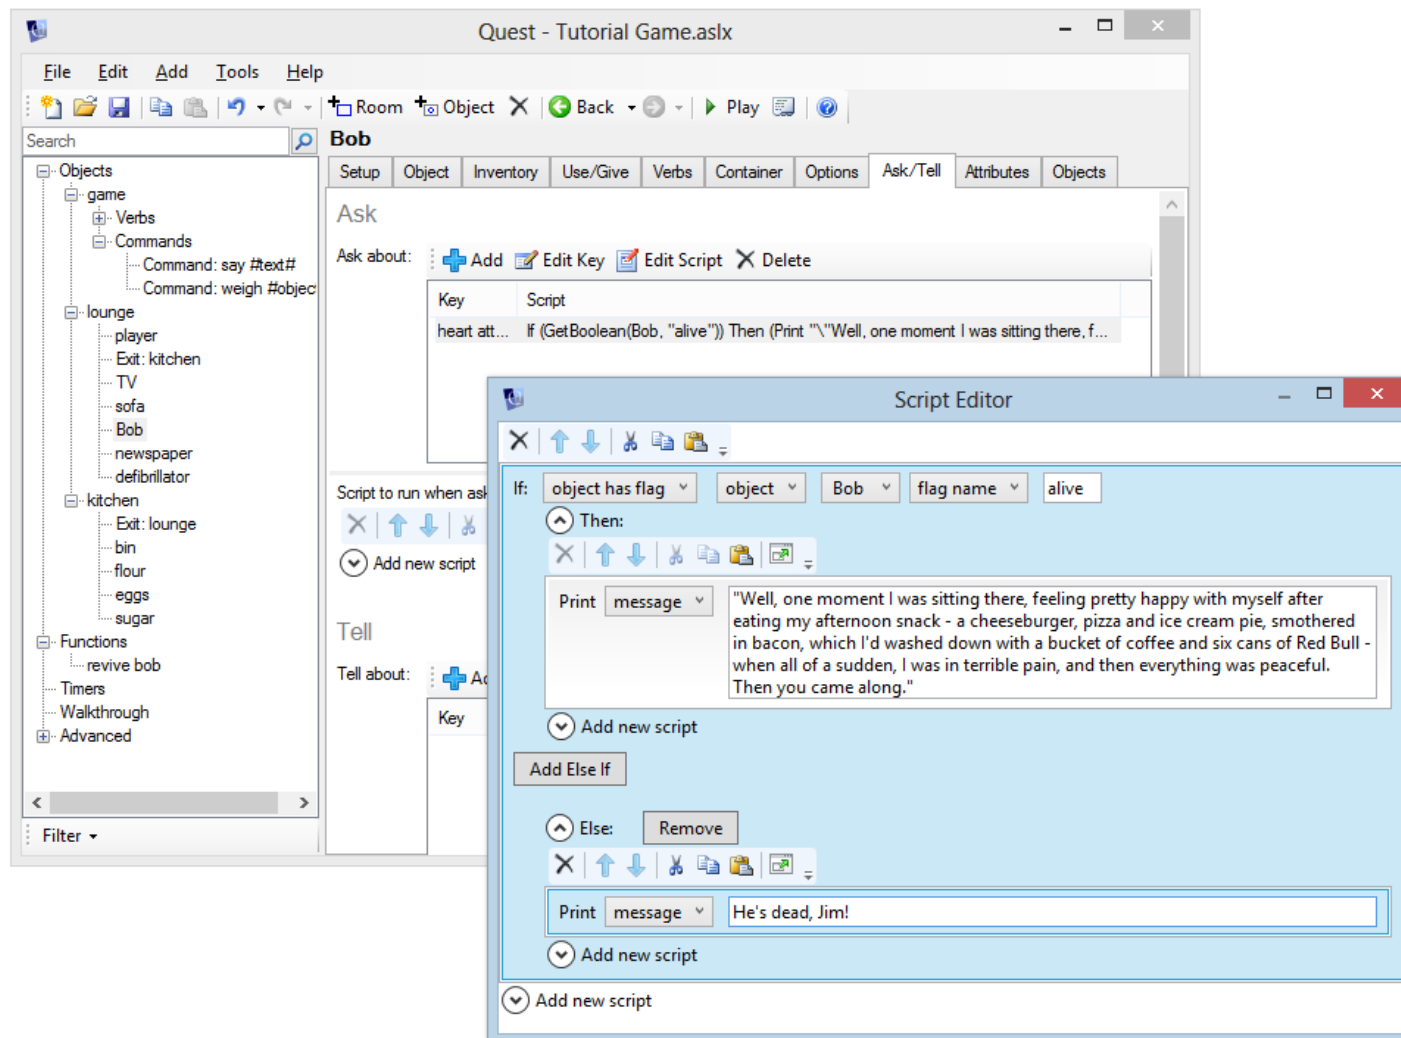 Quest - Tutorial Game.aslx
File Edit Add Tools Help
Room Object Back Play
Search
Bob
Objects
game
Verbs
Commands
Command: say #text#
Command: weigh #objec
lounge
player
Exit: kitchen
TV
sofa
Bob
newspaper
defibrillator
kitchen
Exit: lounge
bin
flour
eggs
sugar
Functions
revive bob
Timers
Walkthrough
Advanced
Filter
Setup Object Inventory Use/Give Verbs Container Options Ask/Tell Attributes Objects
Ask
Ask about: Add Edit Key Edit Script Delete
Key Script
heart att... If (GetBoolean(Bob, "alive")) Then (Print "\"Well, one moment I was sitting there, f...
Script to run when ask
Add new script
Tell
Tell about: Ad
Key
Script Editor
If: object has flag object Bob flag name alive
Then:
Print message "Well, one moment I was sitting there, feeling pretty happy with myself after
eating my afternoon snack - a cheeseburger, pizza and ice cream pie, smothered
in bacon, which I'd washed down with a bucket of coffee and six cans of Red Bull -
when all of a sudden, I was in terrible pain, and then everything was peaceful.
Then you came along."
Add new script
Add Else If
Else: Remove
Print message He's dead, Jim!
Add new script
Add new script